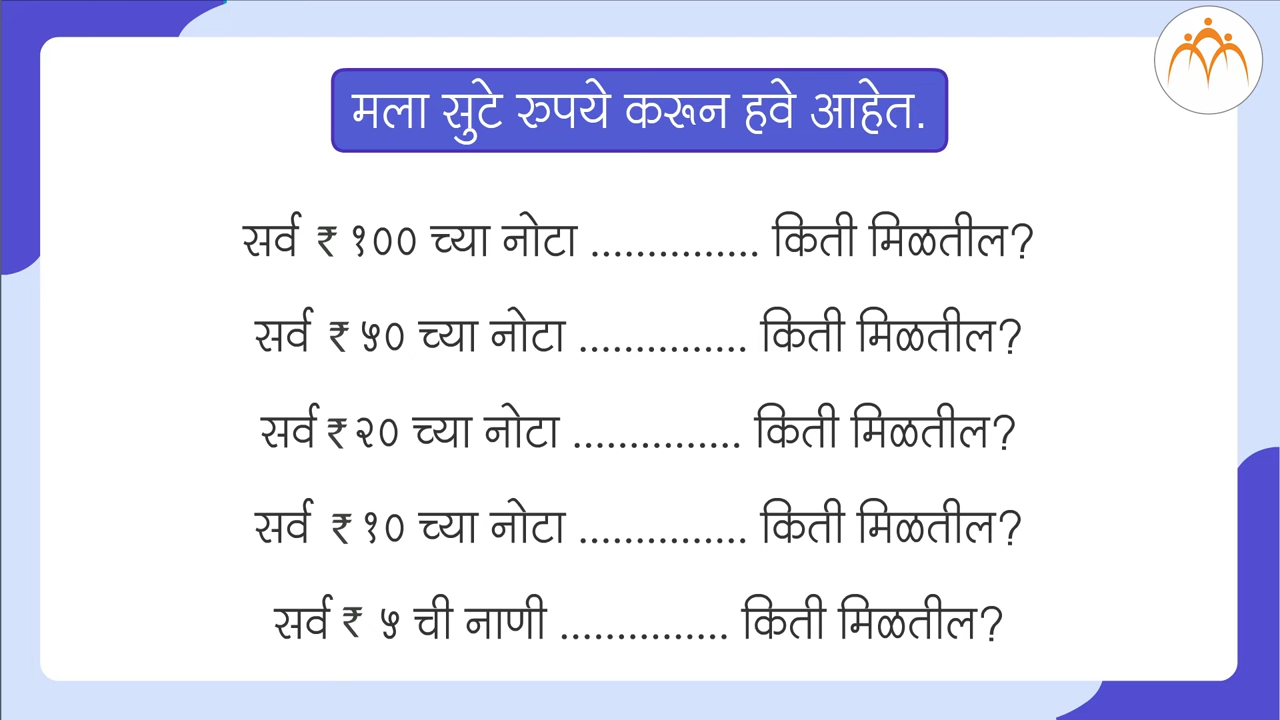 मला सुटे रुपये करून हवे आहेत.
सर्व ₹ १०० च्या नोटा ............... किती मिळतील?
सर्व ₹ ५० च्या नोटा ............... किती मिळतील?
सर्व ₹ २० च्या नोटा ............... किती मिळतील?
सर्व ₹ १० च्या नोटा ............... किती मिळतील?
सर्व ₹ ५ ची नाणी ............... किती मिळतील?